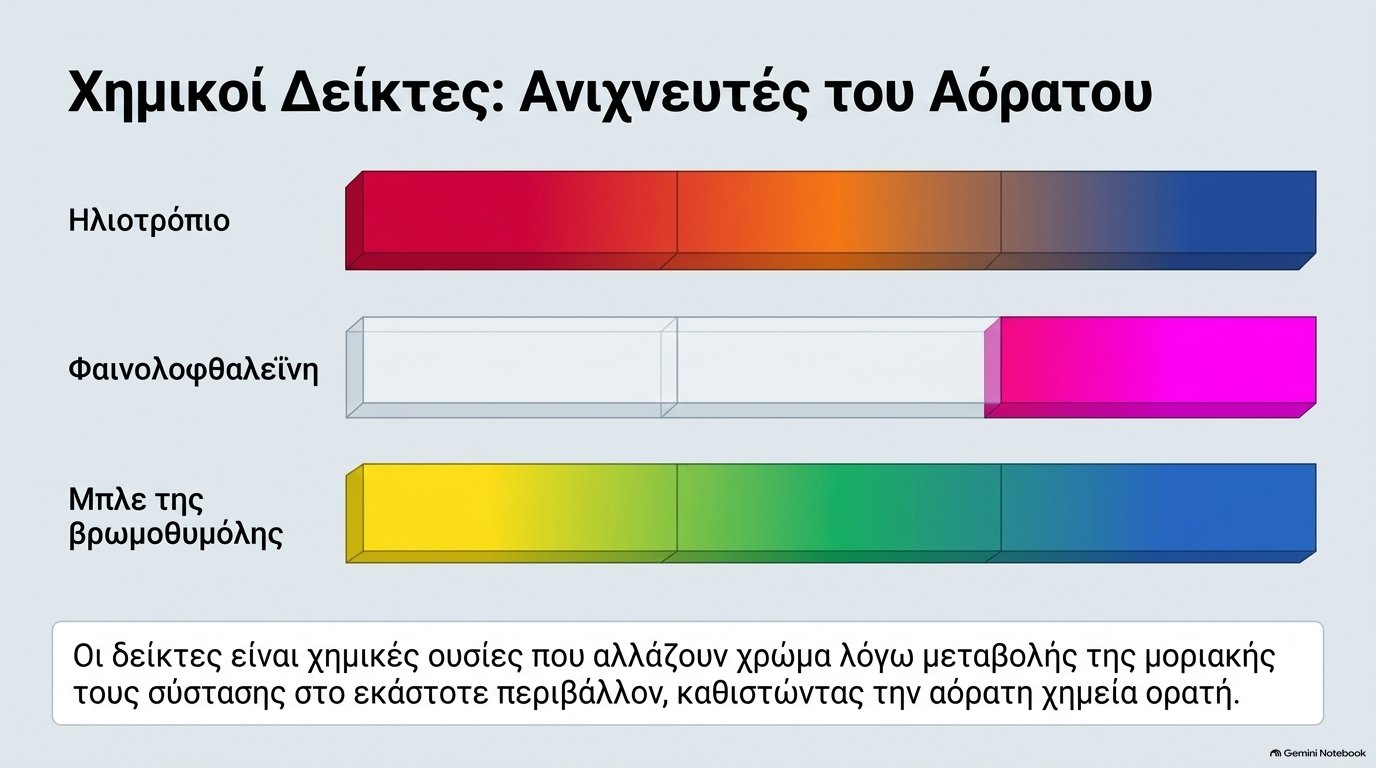 Χημικοί Δείκτες: Ανιχνευτές του Αόρατου
Ηλιοτρόπιο
Φαινολοφθαλεΐνη
Μπλε της
βρωμοθυμόλης
Οι δείκτες είναι χημικές ουσίες που αλλάζουν χρώμα λόγω μεταβολής της μοριακής
τους σύστασης στο εκάστοτε περιβάλλον, καθιστώντας την αόρατη χημεία ορατή.
Gemini Notebook